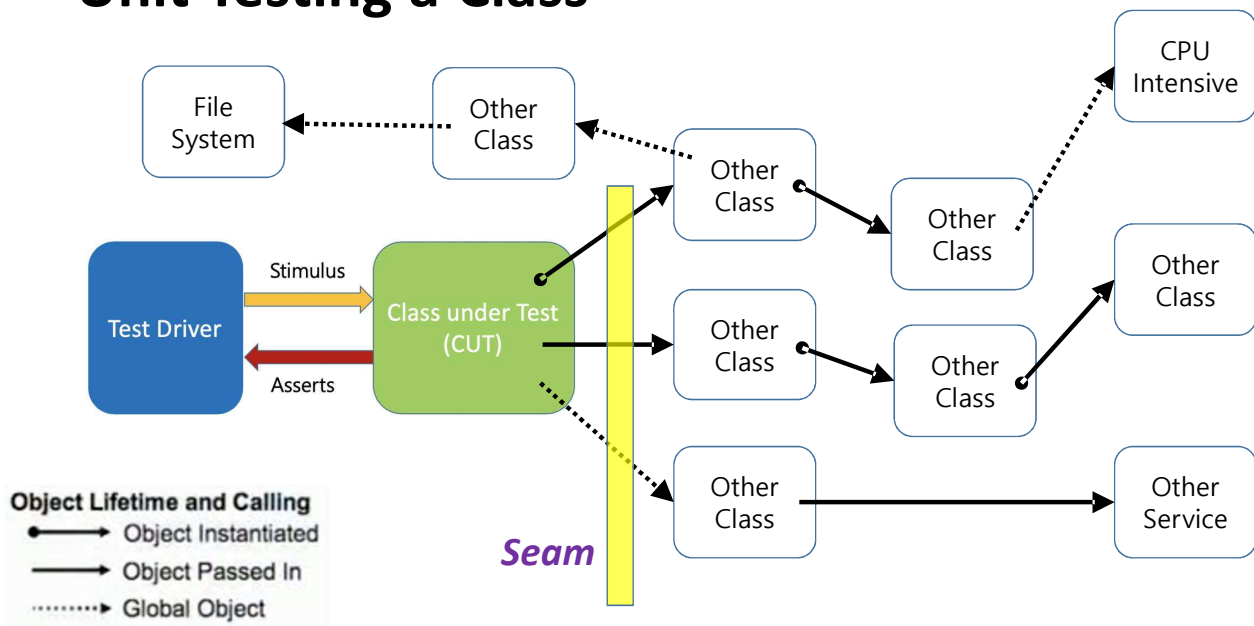 Unit Testing a Class
CPU
Intensive
File
System
Other
Class
Other
Class
Other
Class
Other
Class
Stimulus
Test Driver
Class under Test
(CUT)
Asserts
Other
Class
Other
Class
Other
Class
Other
Service
Seam
Object Lifetime and Calling
Object Instantiated
Object Passed In
Global Object